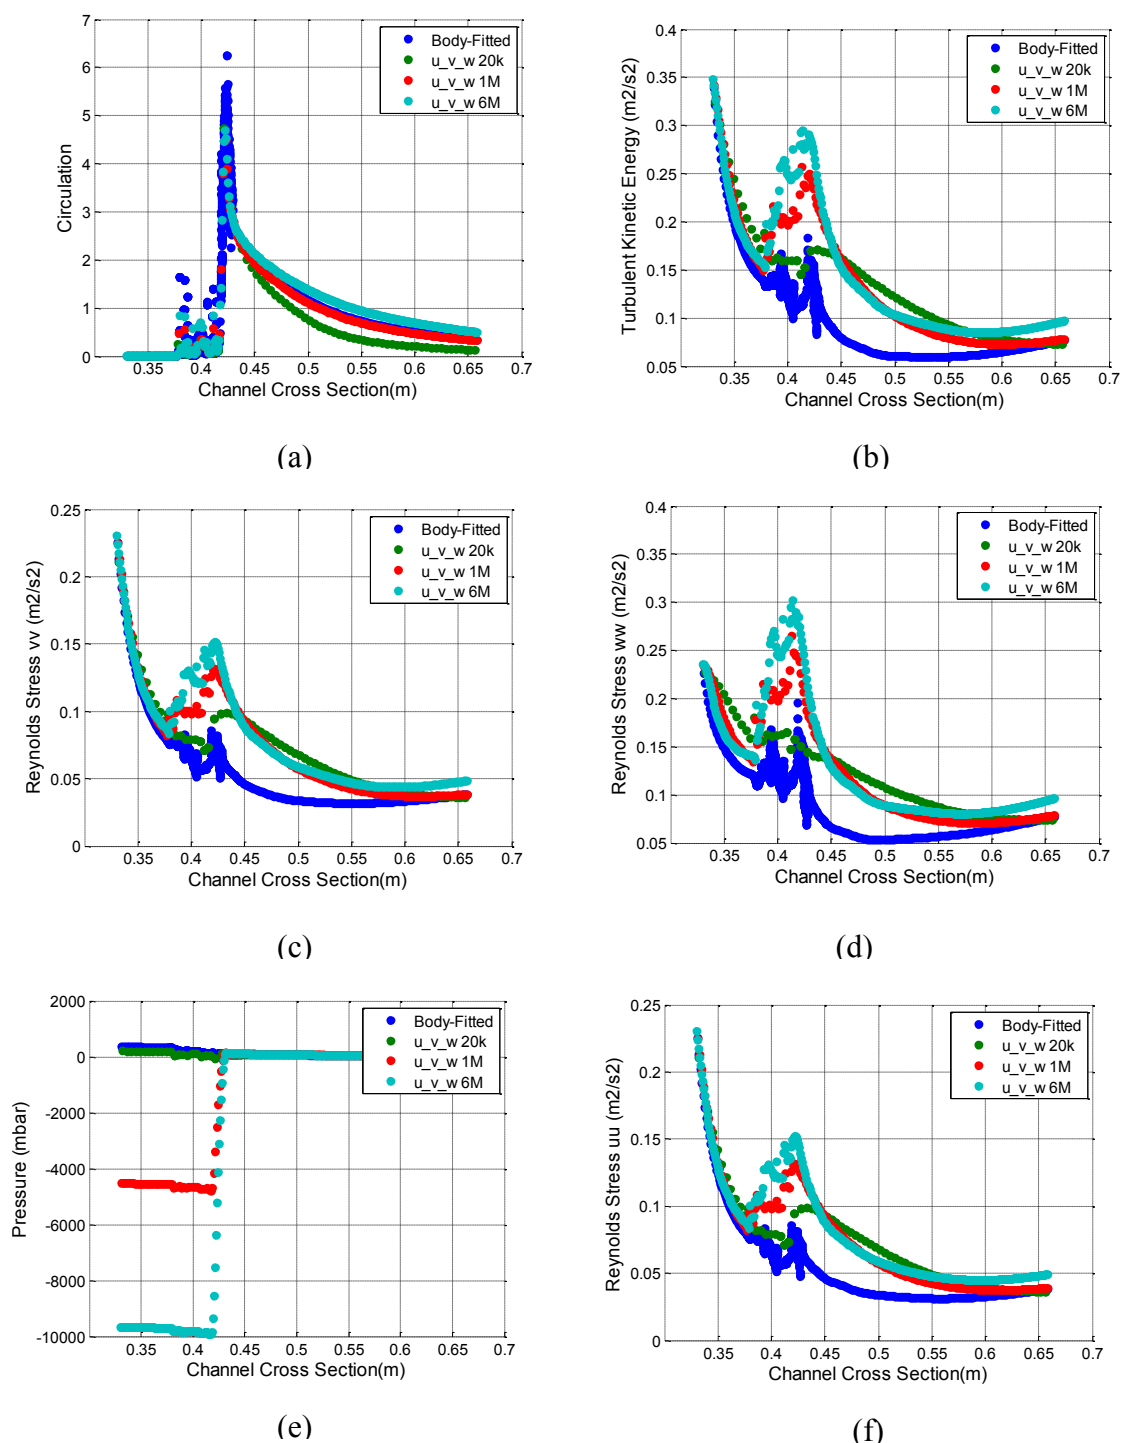 7
6
5
4
3
2
1
0
Circulation
Body-Fitted
u_v_w 20k
u_v_w 1M
u_v_w 6M
0.35 0.4 0.45 0.5 0.55 0.6 0.65 0.7
Channel Cross Section(m)
(a)
0.4
0.35
0.3
0.25
0.2
0.15
0.1
0.05
Turbulent Kinetic Energy (m2/s2)
Body-Fitted
u_v_w 20k
u_v_w 1M
u_v_w 6M
0.35 0.4 0.45 0.5 0.55 0.6 0.65 0.7
Channel Cross Section(m)
(b)
0.25
0.2
0.15
0.1
0.05
0
Reynolds Stress vv (m2/s2)
Body-Fitted
u_v_w 20k
u_v_w 1M
u_v_w 6M
0.35 0.4 0.45 0.5 0.55 0.6 0.65 0.7
Channel Cross Section(m)
(c)
0.4
0.35
0.3
0.25
0.2
0.15
0.1
0.05
Reynolds Stress ww (m2/s2)
Body-Fitted
u_v_w 20k
u_v_w 1M
u_v_w 6M
0.35 0.4 0.45 0.5 0.55 0.6 0.65 0.7
Channel Cross Section(m)
(d)
2000
0
-2000
-4000
-6000
-8000
-10000
Pressure (mbar)
Body-Fitted
u_v_w 20k
u_v_w 1M
u_v_w 6M
0.35 0.4 0.45 0.5 0.55 0.6 0.65 0.7
Channel Cross Section(m)
(e)
0.25
0.2
0.15
0.1
0.05
0
Reynolds Stress uu (m2/s2)
Body-Fitted
u_v_w 20k
u_v_w 1M
u_v_w 6M
0.35 0.4 0.45 0.5 0.55 0.6 0.65 0.7
Channel Cross Section(m)
(f)